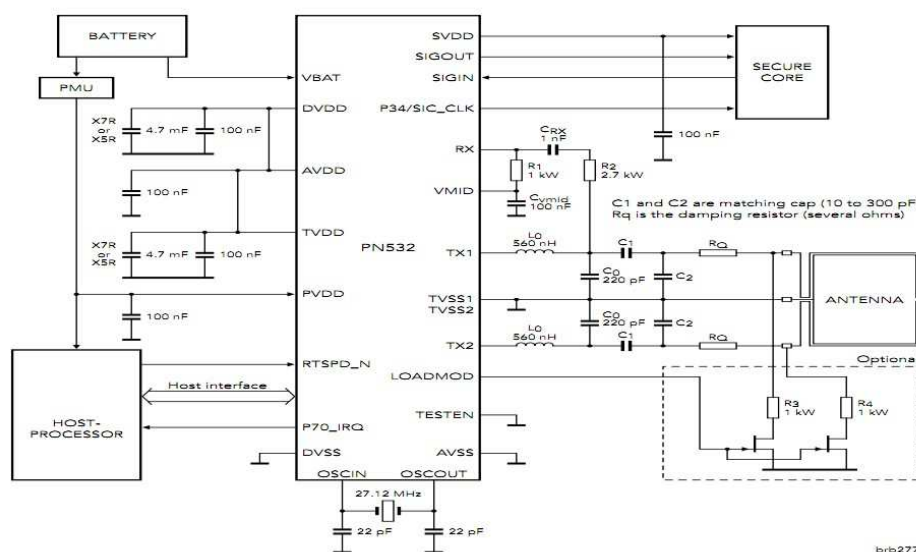 BATTERY
PMU
VBAT
DVDD
X7R
or
X5R
4.7 mF
100 nF
AVDD
100 nF
TVDD
X7R
or
X5R
4.7 mF
100 nF
PVDD
100 nF
RTSPD_N
Host interface
HOST-
PROCESSOR
P70_IRQ
DVSS
OSCIN
OSCOUT
27.12 MHz
22 pF
22 pF
PN532
SVDD
SIGOUT
SIGIN
P34/SIC_CLK
SECURE
CORE
100 nF
RX
CRX
1 nF
R1
1 kW
R2
2.7 kW
VMID
Cvmid
100 nF
C1 and C2 are matching cap (10 to 300 pF
Rq is the damping resistor (several ohms)
TX1
L0
560 nH
C1
RQ
C0
220 pF
C2
TVSS1
TVSS2
ANTENNA
C0
220 pF
C2
TX2
L0
560 nH
C1
RQ
Optiona
LOADMOD
R3
1 kW
R4
1 kW
TESTEN
AVSS